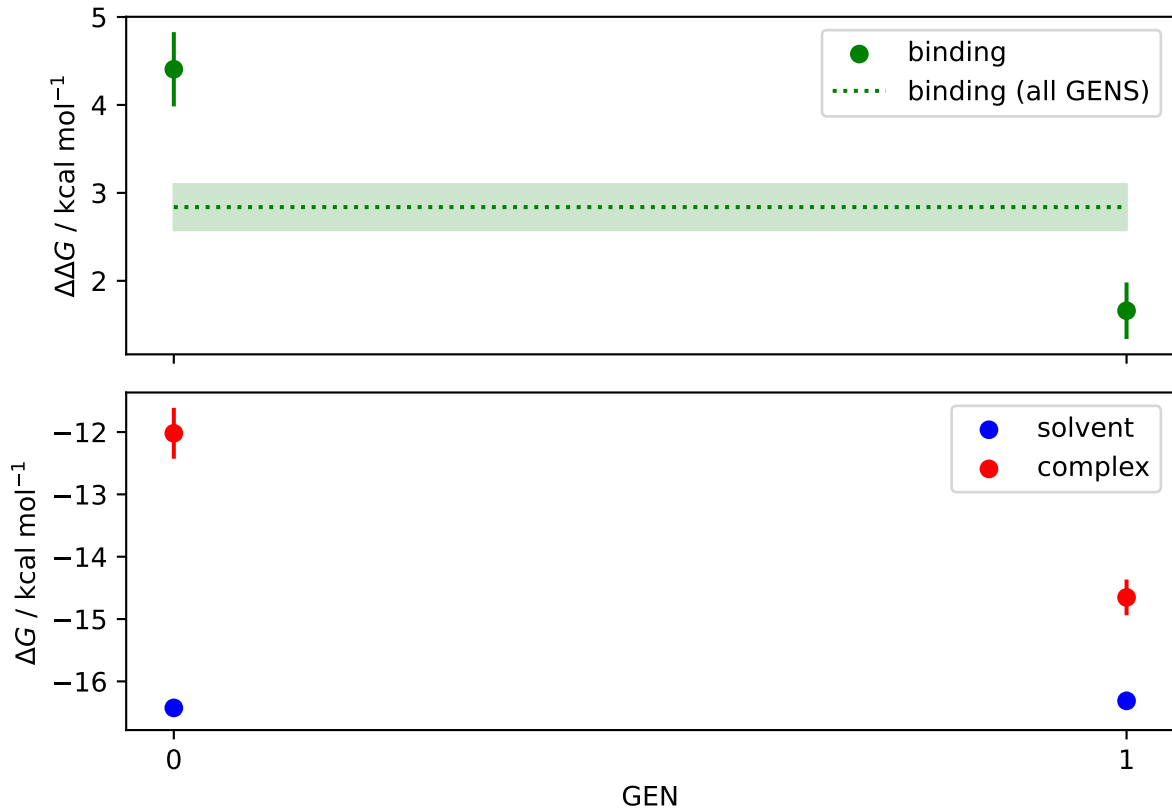 5
4
3
2
ΔΔG / kcal mol⁻¹
binding
binding (all GENS)
−12
−13
−14
−15
−16
ΔG / kcal mol⁻¹
solvent
complex
0
1
GEN